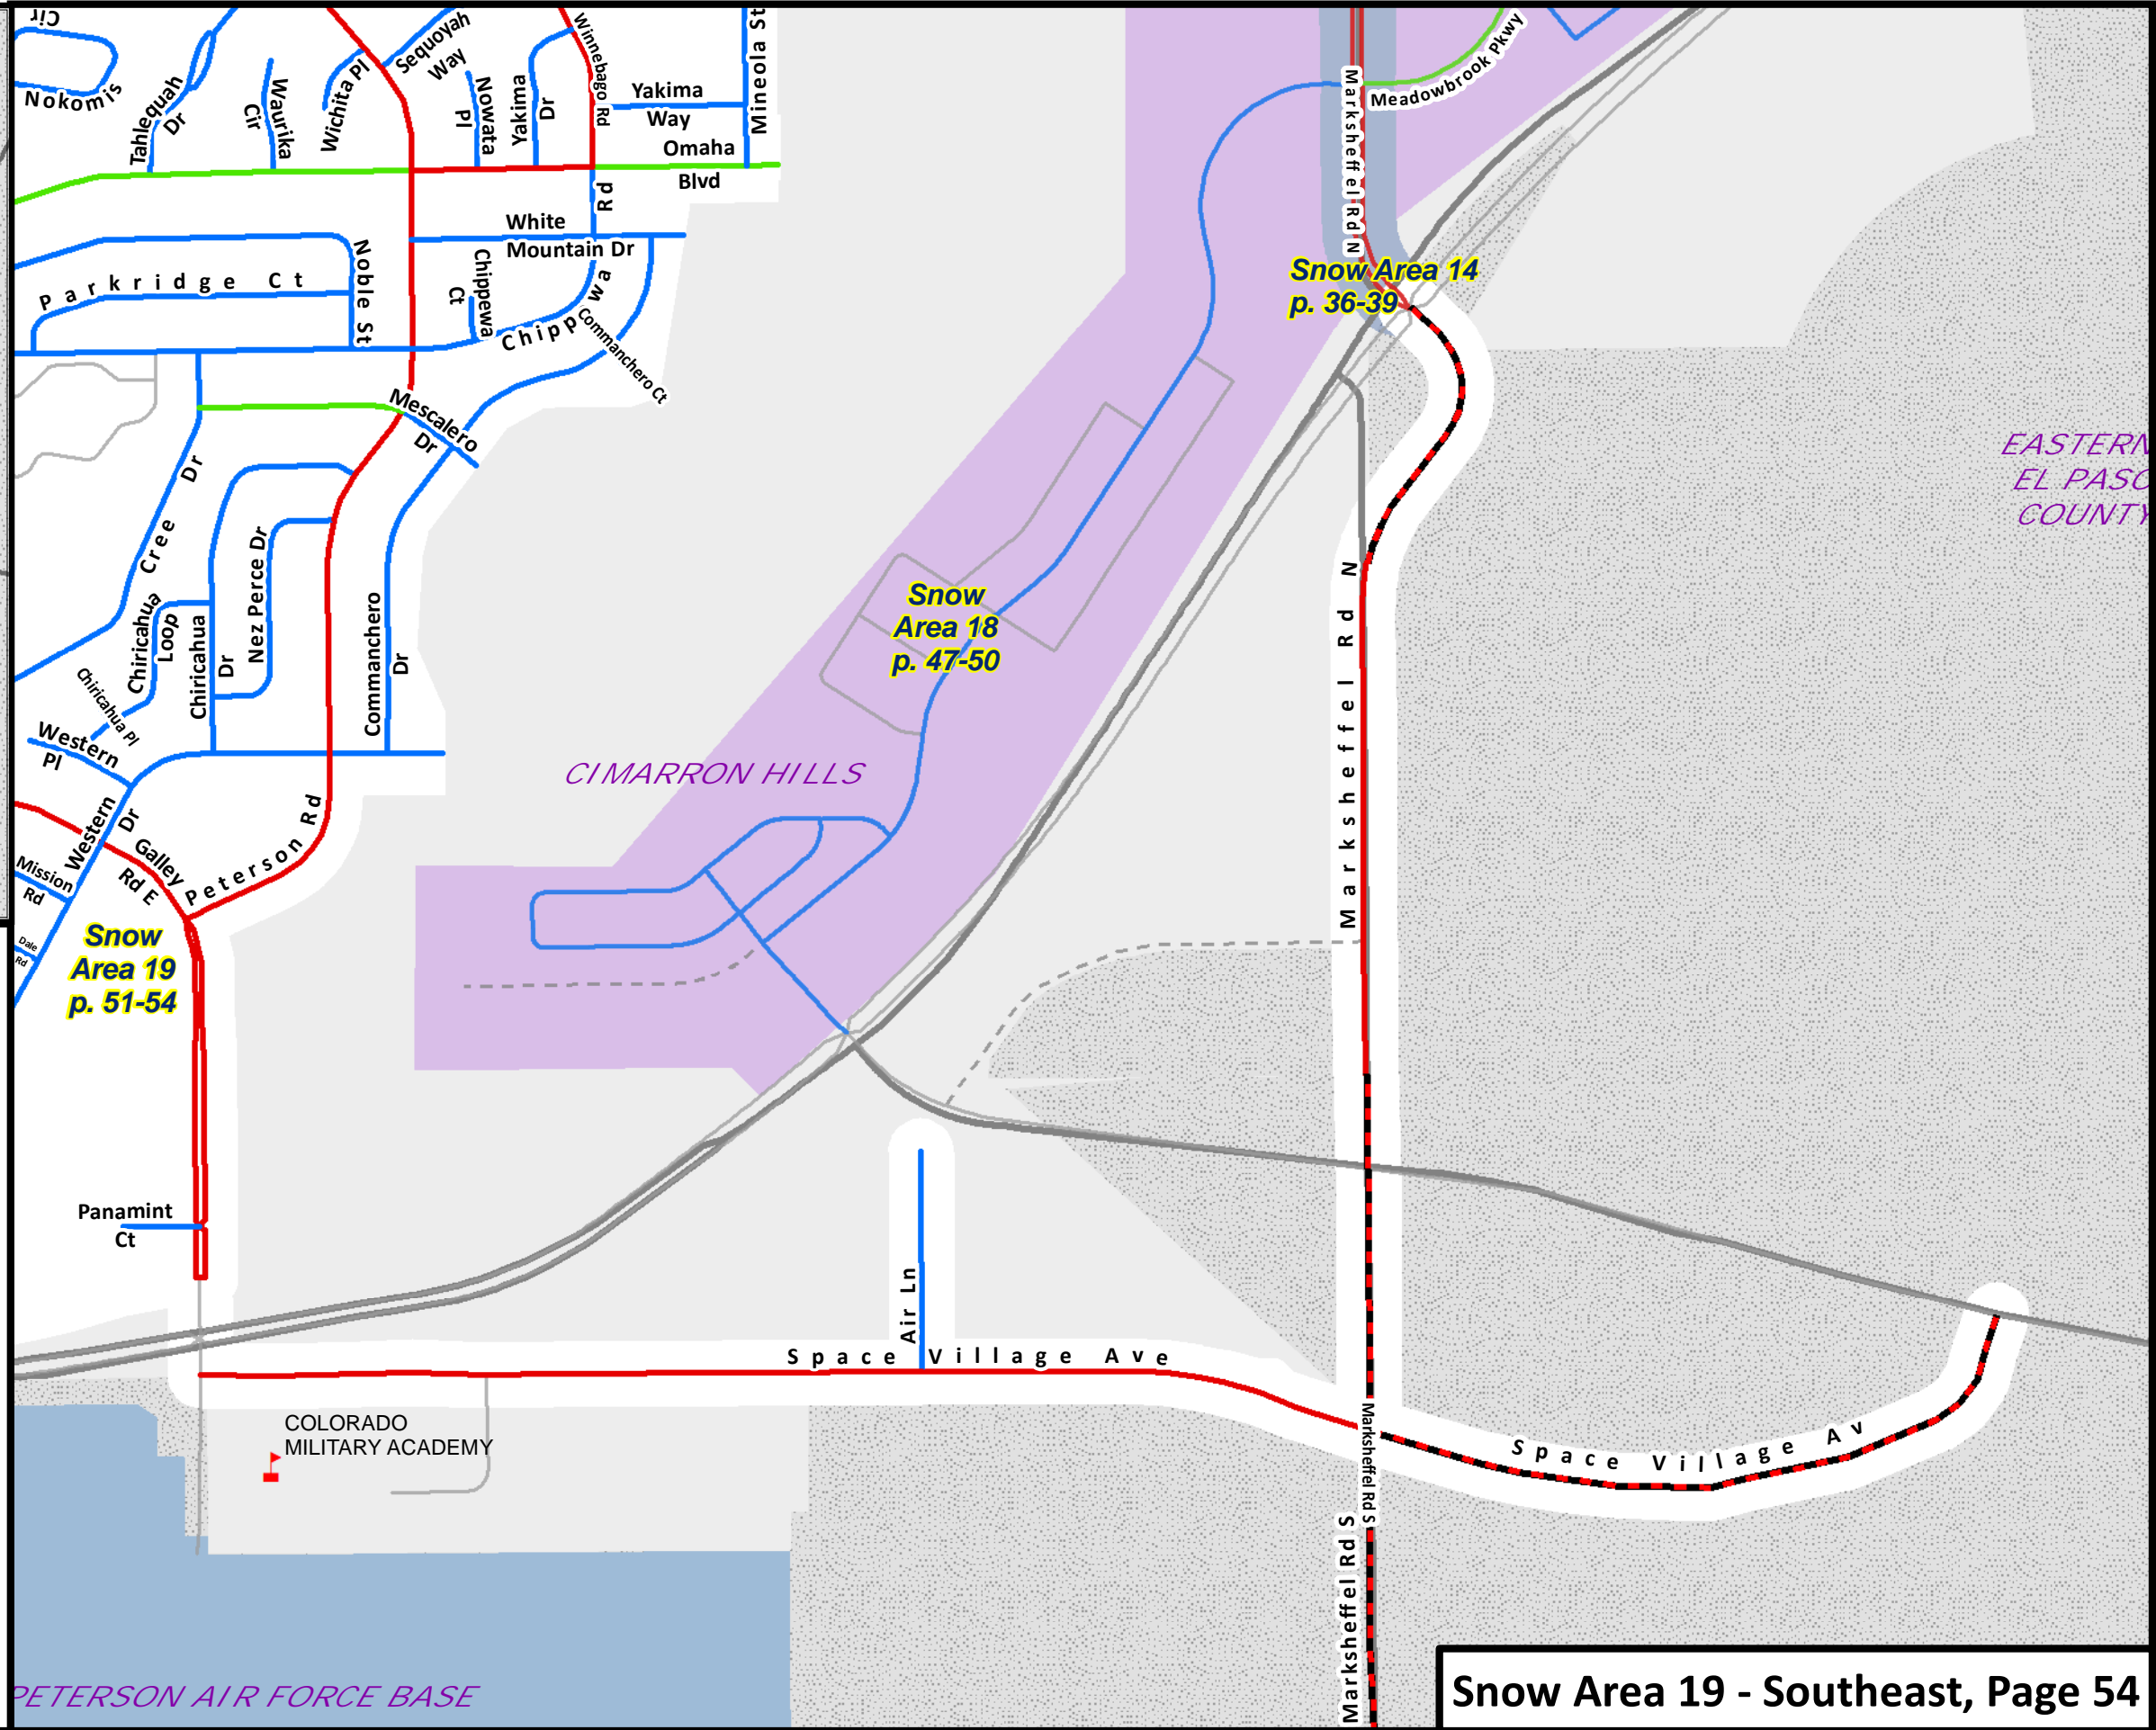 Cir
Nokomis
Tahlequah
Dr
Waurika
Cir
Wichita Pl
Sequoyah
Way
Nowata
Pl
Yakima
Dr
Winnebago Rd
Yakima
Way
Mineola St
Omaha
Blvd
Rd
White
Mountain Dr
Parkridge Ct
Noble St
Chippewa
Ct
Chippewa
Commanchero Ct
Mescalero
Dr
Cree Dr
Chiricahua
Loop
Chiricahua
Dr
Nez Perce Dr
Commanchero
Dr
Chiricahua Pl
Western
Pl
Western
Dr
Galley
Rd E
Peterson Rd
Mission
Rd
Dale
Rd
Snow
Area 19
p. 51-54
Panamint
Ct
Marksheffel Rd N
Meadowbrook Pkwy
Snow Area 14
p. 36-39
EASTERN
EL PASO
COUNTY
Snow
Area 18
p. 47-50
CIMARRON HILLS
Marksheffel Rd N
Air Ln
Space Village Ave
COLORADO
MILITARY ACADEMY
Marksheffel Rd S
Space Village Av
Marksheffel Rd S
PETERSON AIR FORCE BASE
Snow Area 19 - Southeast, Page 54